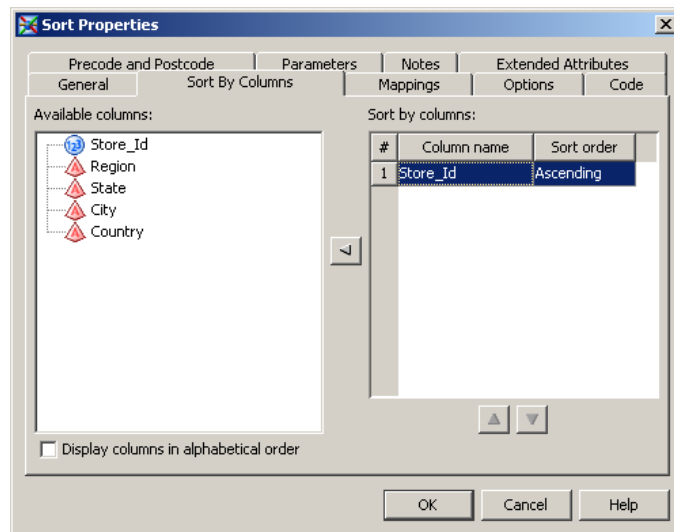 Sort Properties
Precode and Postcode Parameters Notes Extended Attributes
General Sort By Columns Mappings Options Code
Available columns: Sort by columns:
# Column name Sort order
123 Store_Id
1 Store_Id Ascending
A Region
A State
A City
A Country
Display columns in alphabetical order
OK Cancel Help